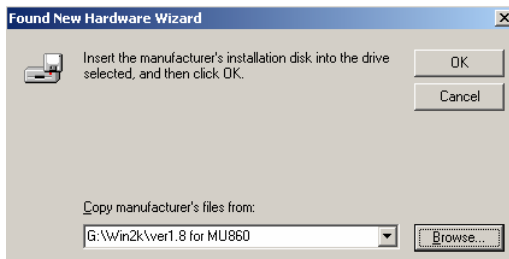 Found New Hardware Wizard
Insert the manufacturer's installation disk into the drive
selected, and then click OK.
OK
Cancel
Copy manufacturer's files from:
G:\Win2k\ver1.8 for MU860
Browse...